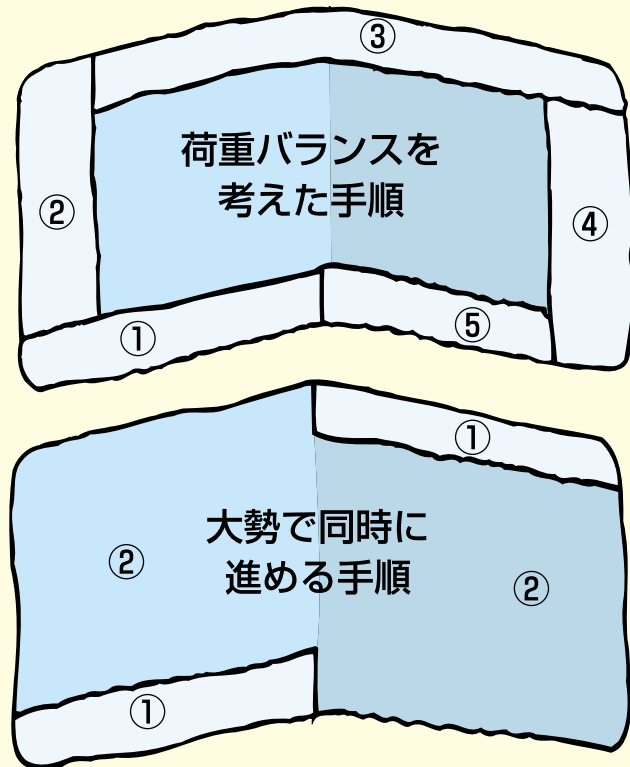 ③
荷重バランスを
考えた手順
②
④
⑤
①
①
大勢で同時に
進める手順
②
②
①